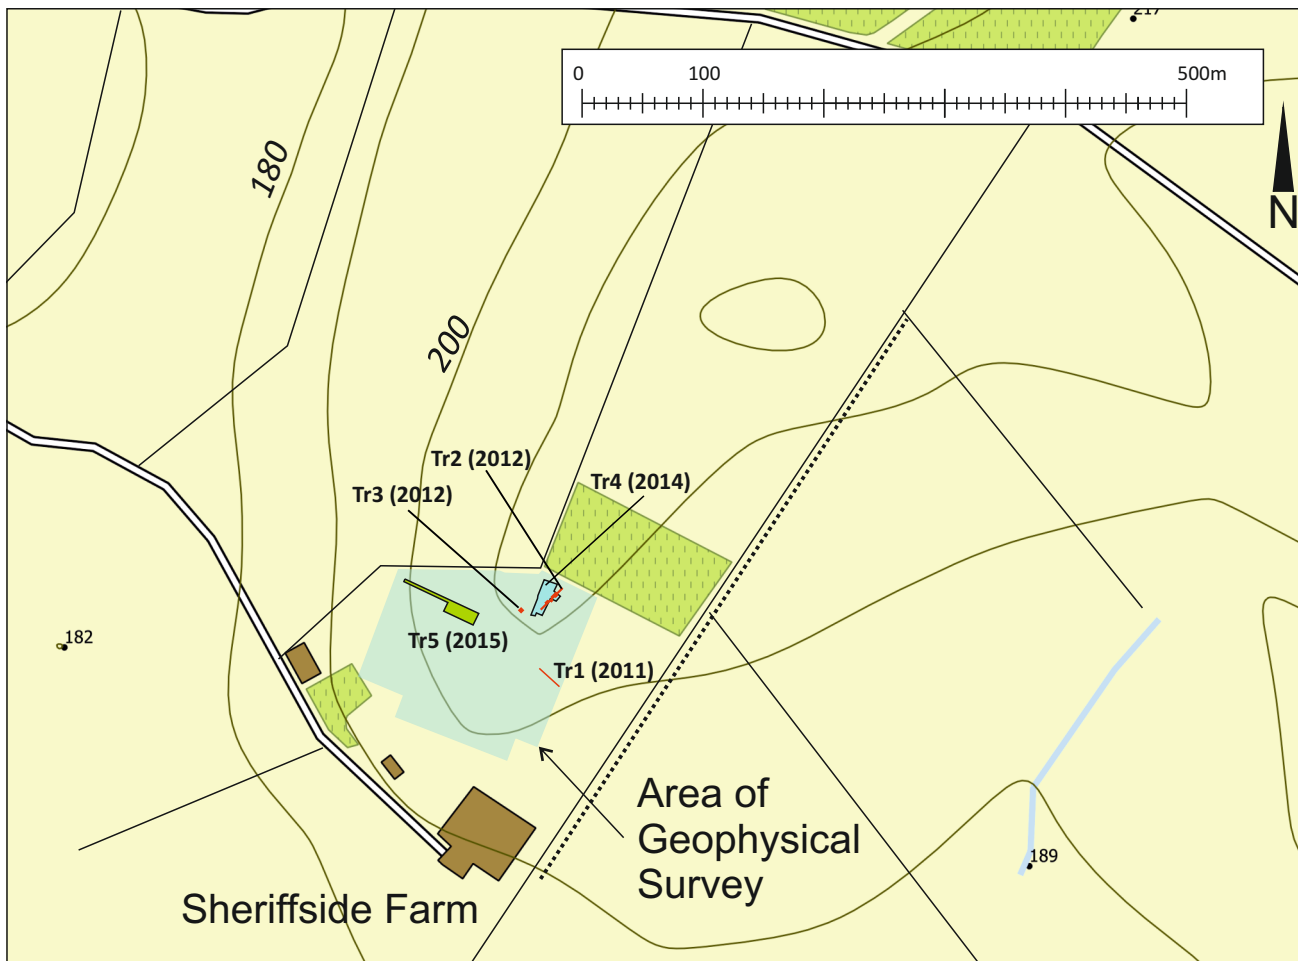 217
0 100 500m
180
N
200
Tr2 (2012)
Tr4 (2014)
Tr3 (2012)
182
Tr5 (2015)
Tr1 (2011)
Area of
Geophysical
Survey
189
Sheriffside Farm